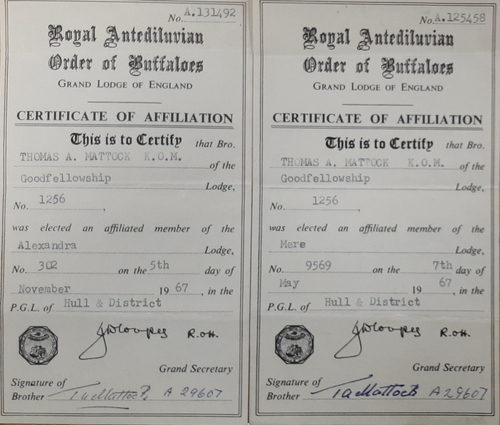 No. A.131492
Royal Antediluvian
Order of Buffaloes
GRAND LODGE OF ENGLAND
CERTIFICATE OF AFFILIATION
This is to Certify that Bro.
THOMAS A. MATTOCK K.O.M. of the
Goodfellowship Lodge,
No. 1256 ,
was elected an affiliated member of the
Alexandra Lodge,
No. 302 on the 5th day of
November 1967, in the
P.G.L. of Hull & District
R.O.H.
Grand Secretary
Signature of
Brother T a Mattock A 29607
No. A.125458
Royal Antediluvian
Order of Buffaloes
GRAND LODGE OF ENGLAND
CERTIFICATE OF AFFILIATION
This is to Certify that Bro.
THOMAS A. MATTOCK K.O.M. of the
Goodfellowship Lodge,
No. 1256 ,
was elected an affiliated member of the
Mere Lodge,
No. 9569 on the 7th day of
May 1967, in the
P.G.L. of Hull & District
R.O.H.
Grand Secretary
Signature of
Brother T a Mattock A 29607